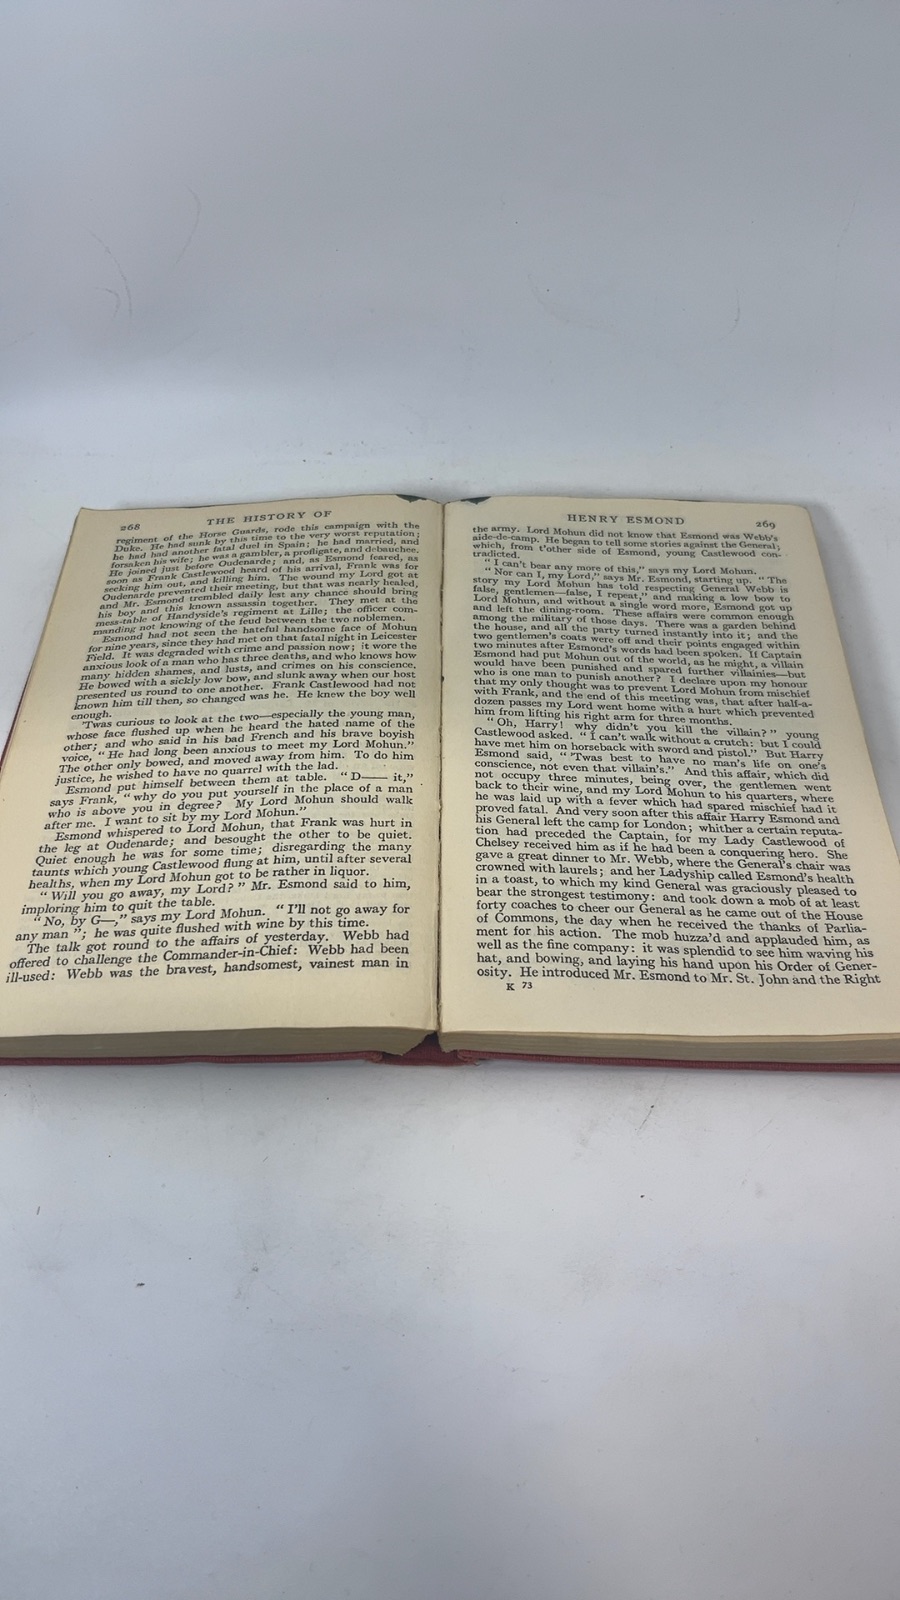 268
THE HISTORY OF
regiment of the Horse Guards, rode this campaign with the
Duke. He had sunk by this time to the very worst reputation;
he had had another fatal duel in Spain; he had married, and
forsaken his wife; he was a gambler, a profligate, and debauchee.
He joined just before Oudenarde; and, as Esmond feared, as
soon as Frank Castlewood heard of his arrival, Frank was for
seeking him out, and killing him. The wound my Lord got at
Oudenarde prevented their meeting, but that was nearly healed,
and Mr. Esmond trembled daily lest any chance should bring
his boy and this known assassin together. They met at the
mess-table of Handyside's regiment at Lille; the officer com-
manding not knowing of the feud between the two noblemen.
Esmond had not seen the hateful handsome face of Mohun
for nine years, since they had met on that fatal night in Leicester
Field. It was degraded with crime and passion now; it wore the
anxious look of a man who has three deaths, and who knows how
many hidden shames, and lusts, and crimes on his conscience.
He bowed with a sickly low bow, and slunk away when our host
presented us round to one another. Frank Castlewood had not
known him till then, so changed was he. He knew the boy well
enough.
'Twas curious to look at the two—especially the young man,
whose face flushed up when he heard the hated name of the
other; and who said in his bad French and his brave boyish
voice, “He had long been anxious to meet my Lord Mohun.”
The other only bowed, and moved away from him. To do him
justice, he wished to have no quarrel with the lad.
Esmond put himself between them at table. “D—— it,”
says Frank, “why do you put yourself in the place of a man
who is above you in degree? My Lord Mohun should walk
after me. I want to sit by my Lord Mohun.”
Esmond whispered to Lord Mohun, that Frank was hurt in
the leg at Oudenarde; and besought the other to be quiet.
Quiet enough he was for some time; disregarding the many
taunts which young Castlewood flung at him, until after several
healths, when my Lord Mohun got to be rather in liquor.
“Will you go away, my Lord?” Mr. Esmond said to him,
imploring him to quit the table.
“No, by G—,” says my Lord Mohun. “I'll not go away for
any man”; he was quite flushed with wine by this time.
The talk got round to the affairs of yesterday. Webb had
offered to challenge the Commander-in-Chief: Webb had been
ill-used: Webb was the bravest, handsomest, vainest man in
HENRY ESMOND
269
the army. Lord Mohun did not know that Esmond was Webb's
aide-de-camp. He began to tell some stories against the General;
which, from t'other side of Esmond, young Castlewood con-
tradicted.
“I can't bear any more of this,” says my Lord Mohun.
“Nor can I, my Lord,” says Mr. Esmond, starting up. “The
story my Lord Mohun has told respecting General Webb is
false, gentlemen—false, I repeat,” and making a low bow to
Lord Mohun, and without a single word more, Esmond got up
and left the dining-room. These affairs were common enough
among the military of those days. There was a garden behind
the house, and all the party turned instantly into it; and the
two gentlemen's coats were off and their points engaged within
two minutes after Esmond's words had been spoken. If Captain
Esmond had put Mohun out of the world, as he might, a villain
would have been punished and spared further villainies—but
who is one man to punish another? I declare upon my honour
that my only thought was to prevent Lord Mohun from mischief
with Frank, and the end of this meeting was, that after half-a-
dozen passes my Lord went home with a hurt which prevented
him from lifting his right arm for three months.
“Oh, Harry! why didn't you kill the villain?” young
Castlewood asked. “I can't walk without a crutch: but I could
have met him on horseback with sword and pistol.” But Harry
Esmond said, “'Twas best to have no man's life on one's
conscience, not even that villain's.” And this affair, which did
not occupy three minutes, being over, the gentlemen went
back to their wine, and my Lord Mohun to his quarters, where
he was laid up with a fever which had spared mischief had it
proved fatal. And very soon after this affair Harry Esmond and
his General left the camp for London; whither a certain reputa-
tion had preceded the Captain, for my Lady Castlewood of
Chelsey received him as if he had been a conquering hero. She
gave a great dinner to Mr. Webb, where the General's chair was
crowned with laurels; and her Ladyship called Esmond's health
in a toast, to which my kind General was graciously pleased to
bear the strongest testimony: and took down a mob of at least
forty coaches to cheer our General as he came out of the House
of Commons, the day when he received the thanks of Parlia-
ment for his action. The mob huzza'd and applauded him, as
well as the fine company: it was splendid to see him waving his
hat, and bowing, and laying his hand upon his Order of Gener-
osity. He introduced Mr. Esmond to Mr. St. John and the Right
K 73